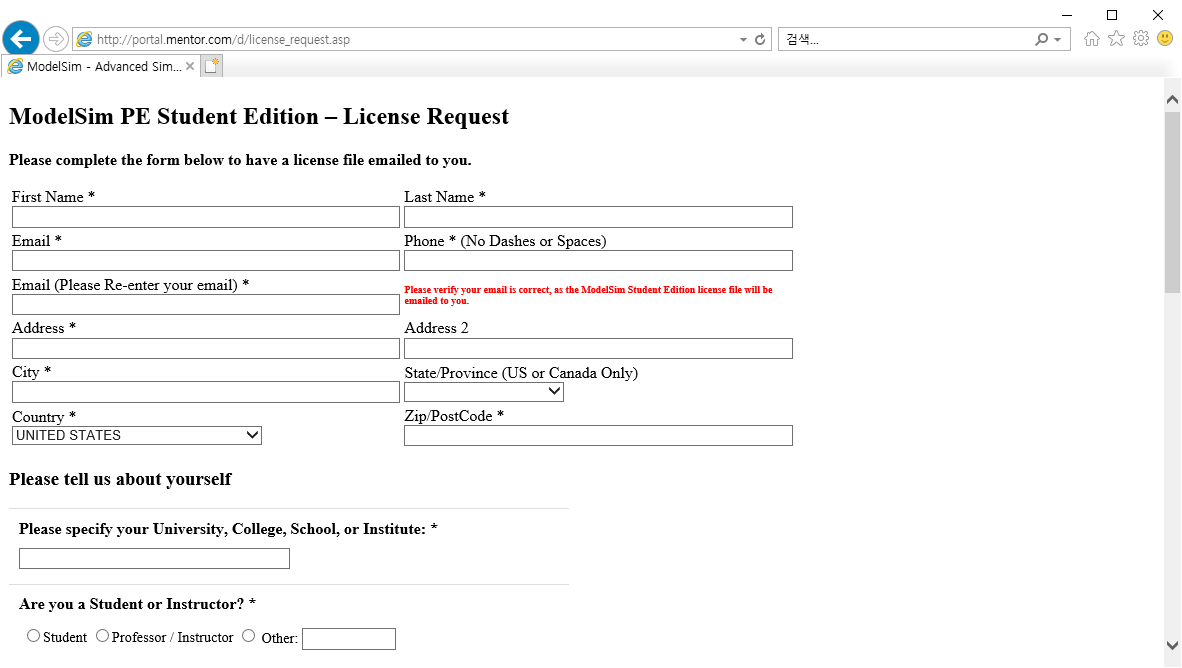 http://portal.mentor.com/d/license_request.asp
검색...
ModelSim - Advanced Sim...
ModelSim PE Student Edition – License Request
Please complete the form below to have a license file emailed to you.
First Name * Last Name *
Email * Phone * (No Dashes or Spaces)
Email (Please Re-enter your email) * Please verify your email is correct, as the ModelSim Student Edition license file will be
emailed to you.
Address * Address 2
City * State/Province (US or Canada Only)
Country * Zip/PostCode *
UNITED STATES
Please tell us about yourself
Please specify your University, College, School, or Institute: *
Are you a Student or Instructor? *
Student Professor / Instructor Other: